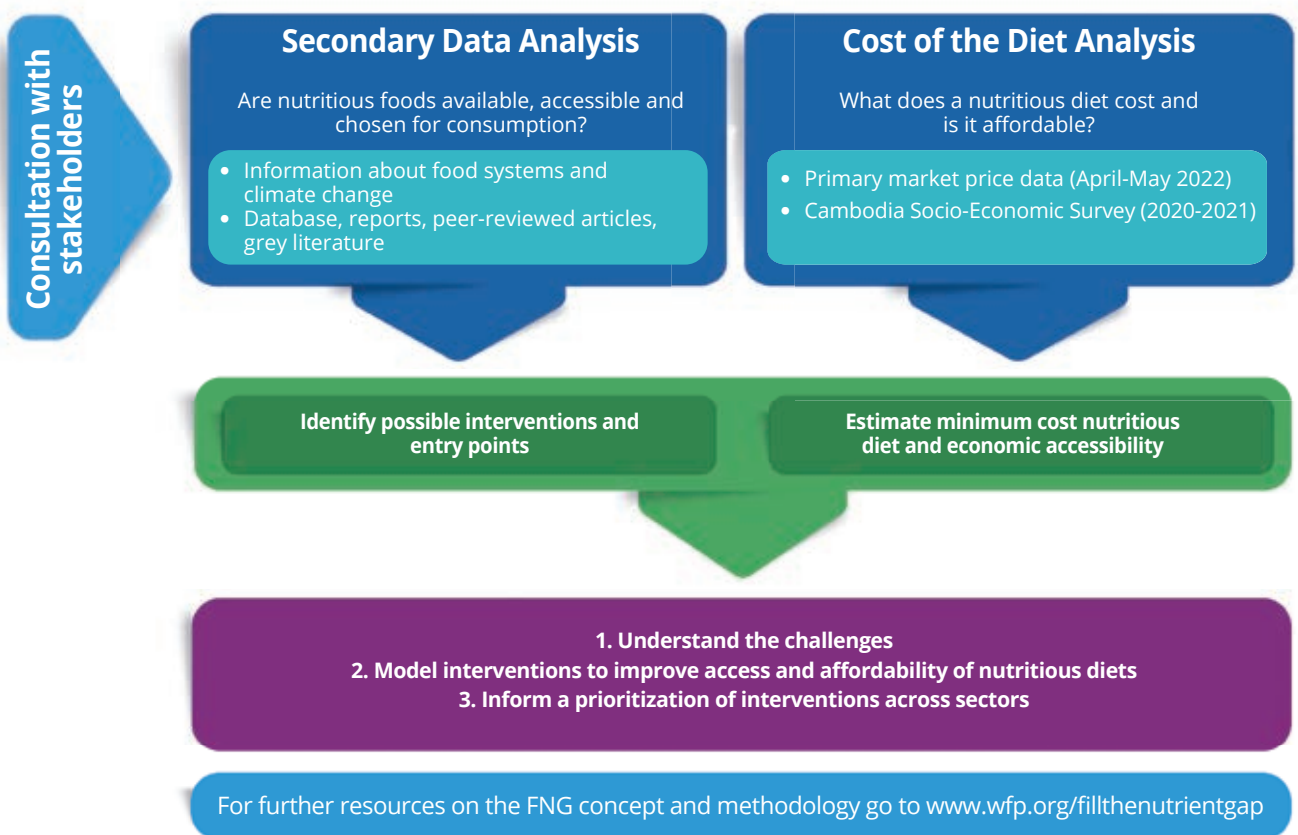 Consultation with
stakeholders
Secondary Data Analysis
Are nutritious foods available, accessible and
chosen for consumption?
• Information about food systems and
climate change
• Database, reports, peer-reviewed articles,
grey literature
Cost of the Diet Analysis
What does a nutritious diet cost and
is it affordable?
• Primary market price data (April-May 2022)
• Cambodia Socio-Economic Survey (2020-2021)
Identify possible interventions and
entry points
Estimate minimum cost nutritious
diet and economic accessibility
1. Understand the challenges
2. Model interventions to improve access and affordability of nutritious diets
3. Inform a prioritization of interventions across sectors
For further resources on the FNG concept and methodology go to www.wfp.org/fillthenutrientgap